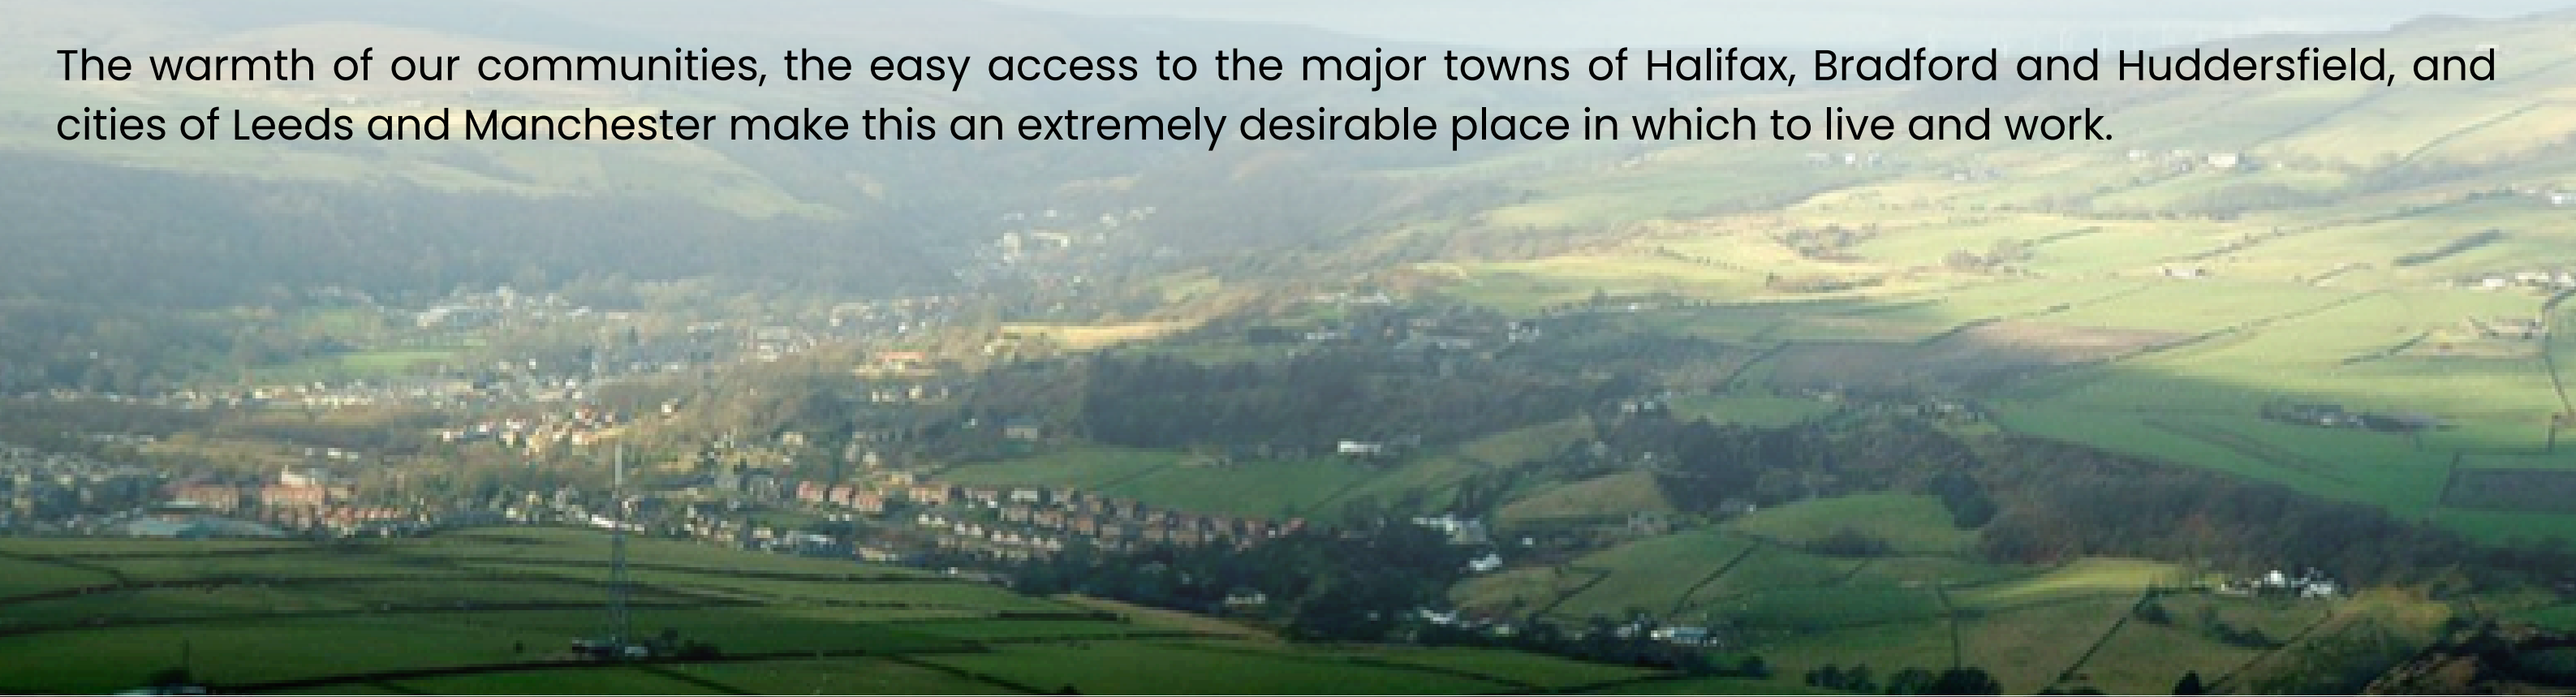 The warmth of our communities, the easy access to the major towns of Halifax, Bradford and Huddersfield, and
cities of Leeds and Manchester make this an extremely desirable place in which to live and work.